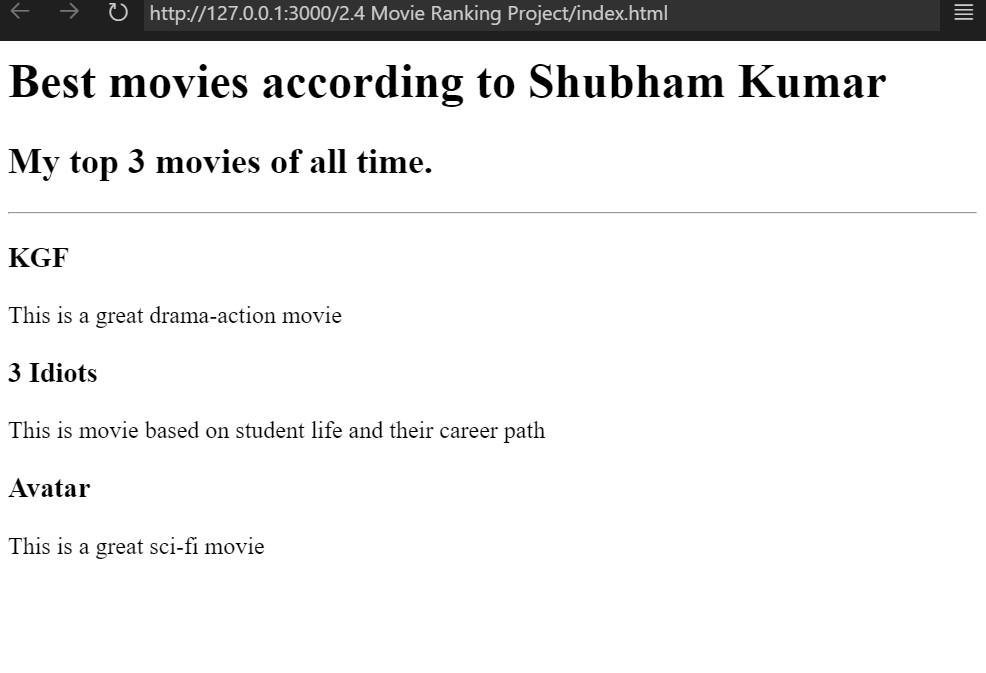 http://127.0.0.1:3000/2.4 Movie Ranking Project/index.html
Best movies according to Shubham Kumar
My top 3 movies of all time.
KGF
This is a great drama-action movie
3 Idiots
This is movie based on student life and their career path
Avatar
This is a great sci-fi movie